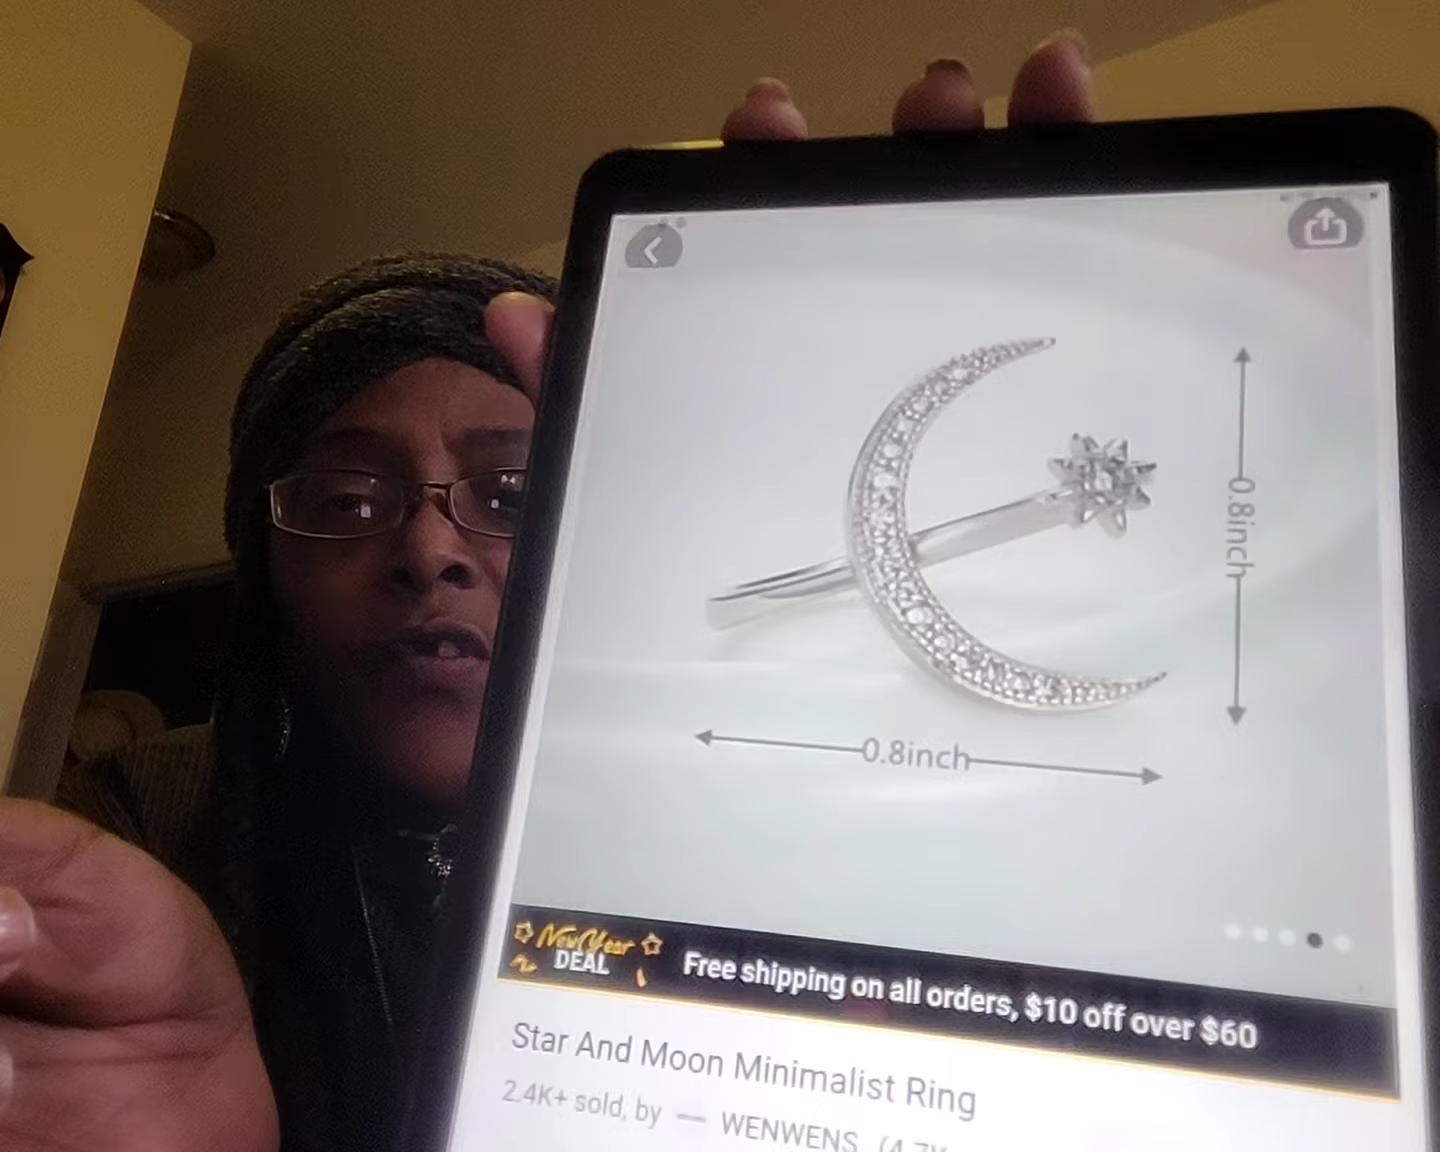 0.8inch
0.8inch
New Year
DEAL
Free shipping on all orders, $10 off over $60
Star And Moon Minimalist Ring
2.4K+ sold, by — WENWENS